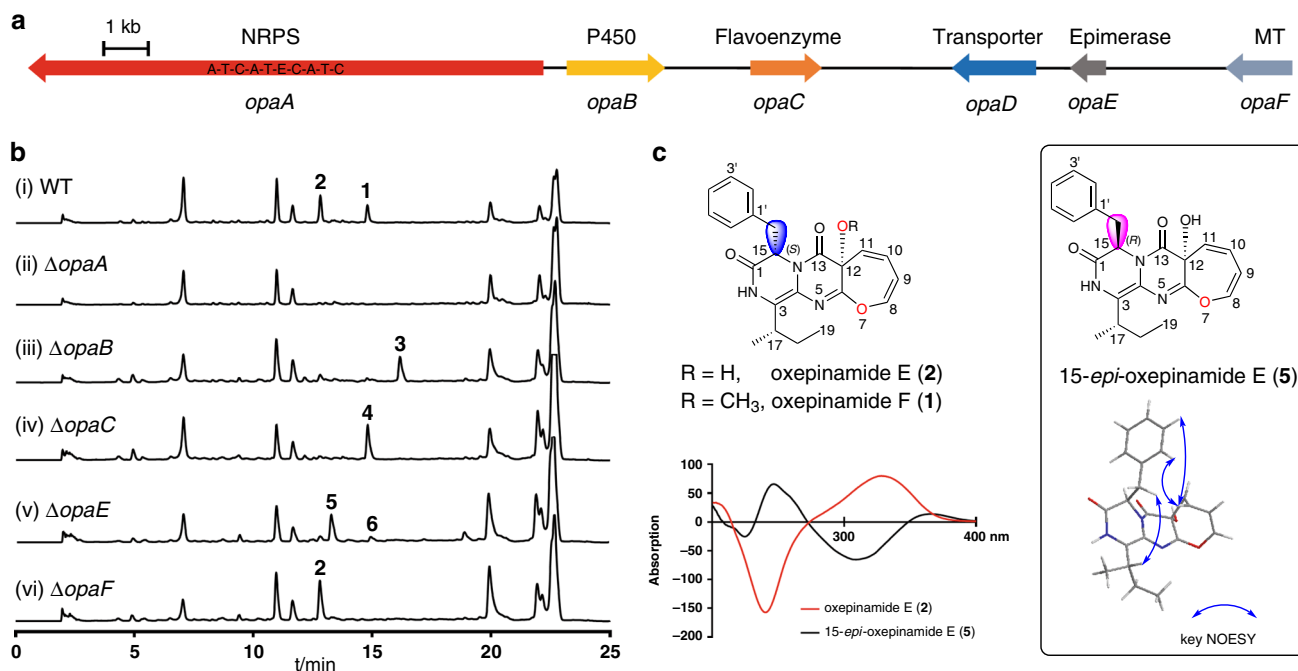 a
1 kb
NRPS P450 Flavoenzyme Transporter Epimerase MT
A-T-C-A-T-E-C-A-T-C
opaA opaB opaC opaD opaE opaF
b
(i) WT
2 1
(ii) ΔopaA
(iii) ΔopaB
3
(iv) ΔopaC
4
(v) ΔopaE
5 6
(vi) ΔopaF
2
0 5 10 15 20 25
t/min
c
3'
1'
O
OR
15 (S)
O
11 10
1 N 13 12 9
HN 5
3 N O 8
7
17 19
R = H, oxepinamide E (2)
R = CH₃, oxepinamide F (1)
3'
1'
O
OH
15 (R)
O
11 10
1 N 13 12 9
HN 5
3 N O 8
7
17 19
15-epi-oxepinamide E (5)
key NOESY
Absorption
100
50
0
−50
−100
−150
−200
300 400 nm
oxepinamide E (2)
15-epi-oxepinamide E (5)